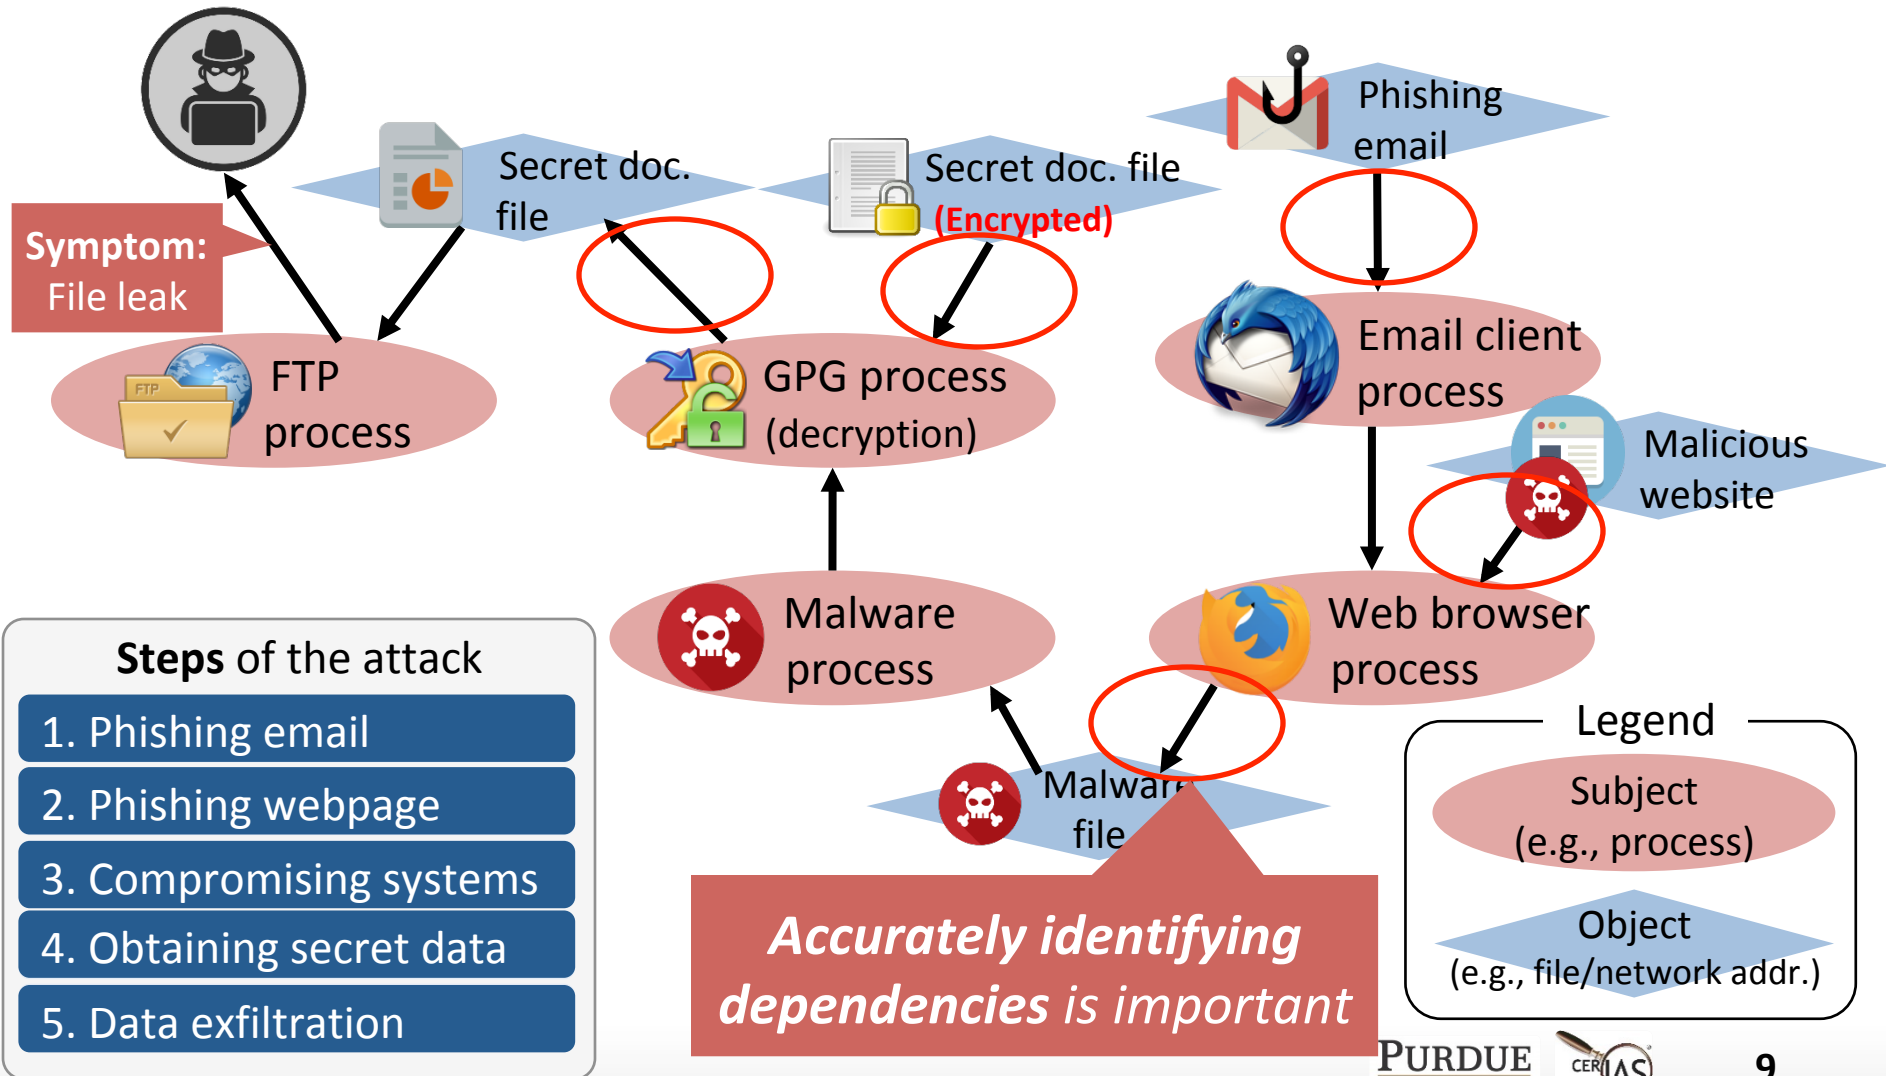 Phishing
email
Secret doc.
file
Secret doc. file
(Encrypted)
Symptom:
File leak
FTP
FTP
process
GPG process
(decryption)
Email client
process
Malicious
website
Malware
process
Web browser
process
Malware
file
Steps of the attack
1. Phishing email
2. Phishing webpage
3. Compromising systems
4. Obtaining secret data
5. Data exfiltration
Accurately identifying
dependencies is important
Legend
Subject
(e.g., process)
Object
(e.g., file/network addr.)
PURDUE
CERIAS
9